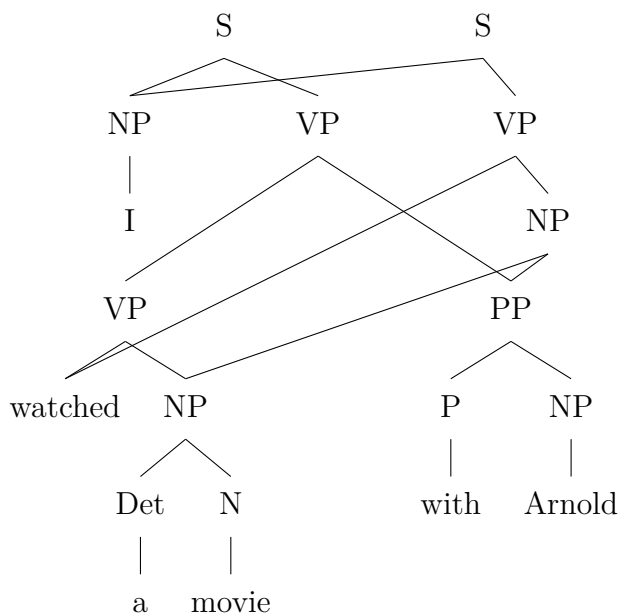 S S
NP VP VP
I NP
VP PP
watched NP P NP
Det N with Arnold
a movie